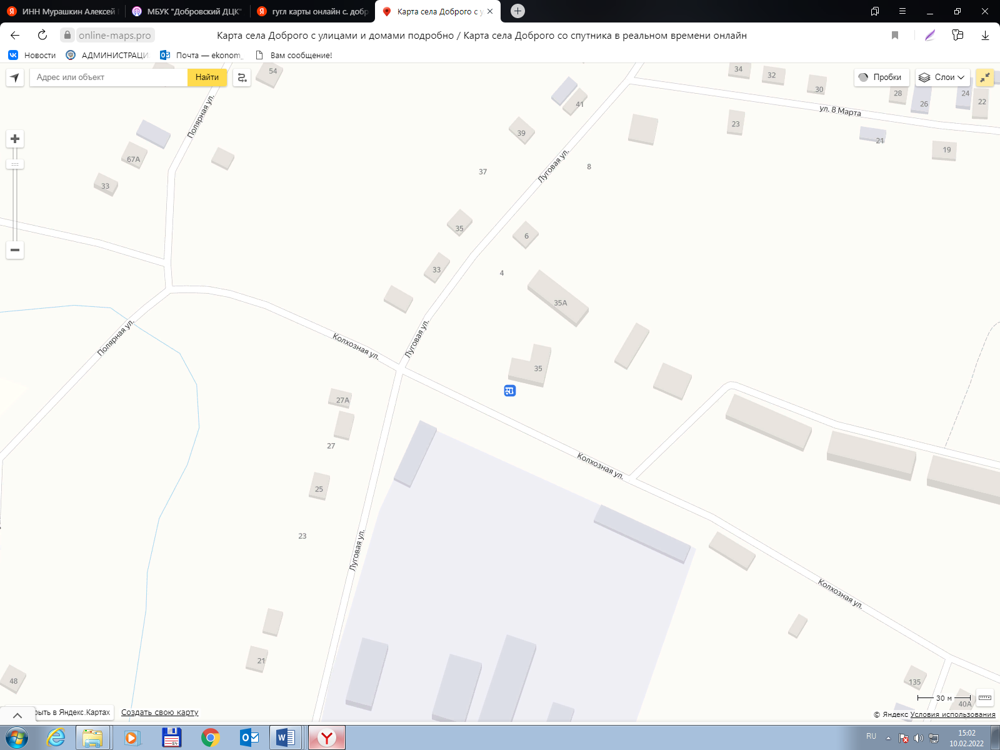 ИНН Мурашкин Алексей
МБУК "Добровский ДЦК"
гугл карты онлайн с. добр
Карта села Доброго с у
online-maps.pro
Карта села Доброго с улицами и домами подробно / Карта села Доброго со спутника в реальном времени онлайн
Новости
АДМИНИСТРАЦИ
Почта — ekonom_
Вам сообщение!
Адрес или объект
Найти
Пробки
Слои
54
34
32
30
28
26
24
22
ул. 8 Марта
41
Полярная ул.
39
23
21
19
67А
33
37
Луговая ул.
8
35
6
33
4
35А
Полярная ул.
Колхозная ул.
Луговая ул.
35
27А
27
Колхозная ул.
25
23
Луговая ул.
Колхозная ул.
21
48
135
40А
30 м
рыть в Яндекс.Картах
Создать свою карту
© Яндекс Условия использования
64
RU
15:02
10.02.2022